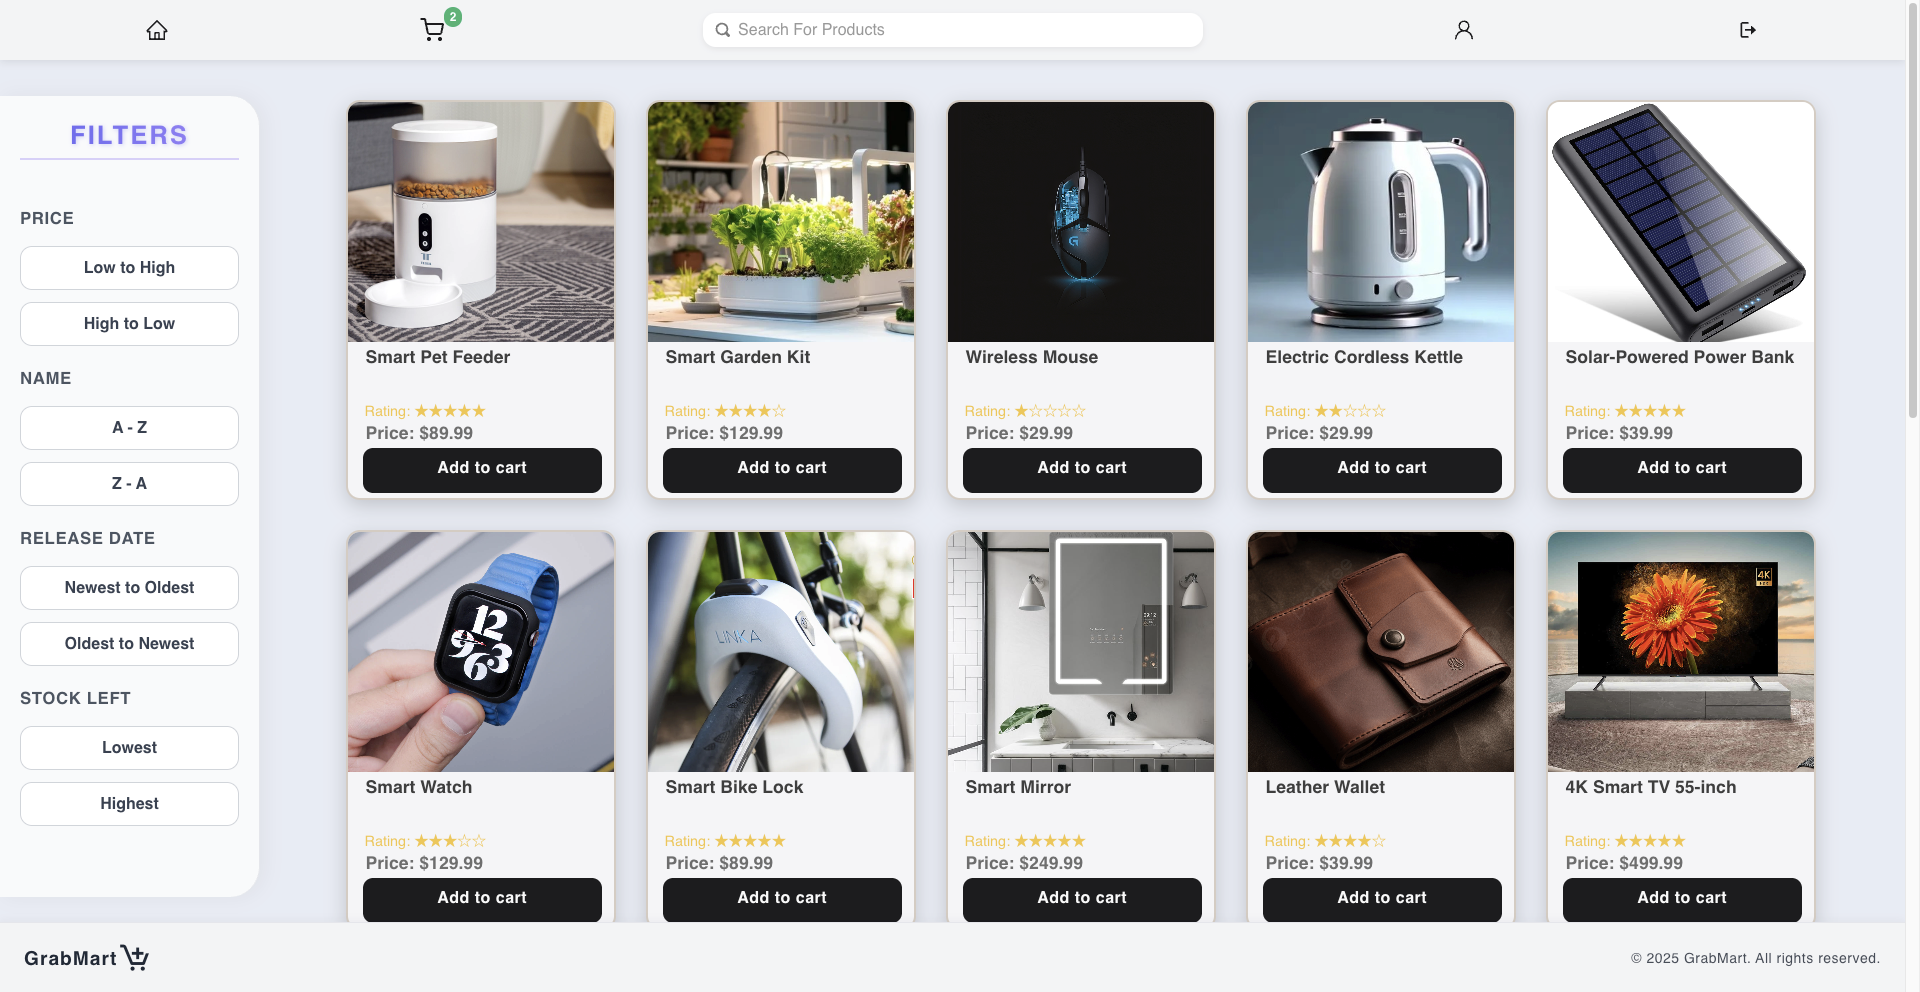 2
Search For Products
FILTERS
PRICE
Low to High
High to Low
NAME
A - Z
Z - A
RELEASE DATE
Newest to Oldest
Oldest to Newest
STOCK LEFT
Lowest
Highest
Smart Pet Feeder
Rating: ★★★★★
Price: $89.99
Add to cart
Smart Garden Kit
Rating: ★★★★☆
Price: $129.99
Add to cart
G
Wireless Mouse
Rating: ★☆☆☆☆
Price: $29.99
Add to cart
Electric Cordless Kettle
Rating: ★★☆☆☆
Price: $29.99
Add to cart
Solar-Powered Power Bank
Rating: ★★★★★
Price: $39.99
Add to cart
12
9 3
6
Smart Watch
Rating: ★★★☆☆
Price: $129.99
Add to cart
LINKA
Smart Bike Lock
Rating: ★★★★★
Price: $89.99
Add to cart
Smart Mirror
Rating: ★★★★★
Price: $249.99
Add to cart
Leather Wallet
Rating: ★★★★☆
Price: $39.99
Add to cart
4K
4K Smart TV 55-inch
Rating: ★★★★★
Price: $499.99
Add to cart
GrabMart
© 2025 GrabMart. All rights reserved.